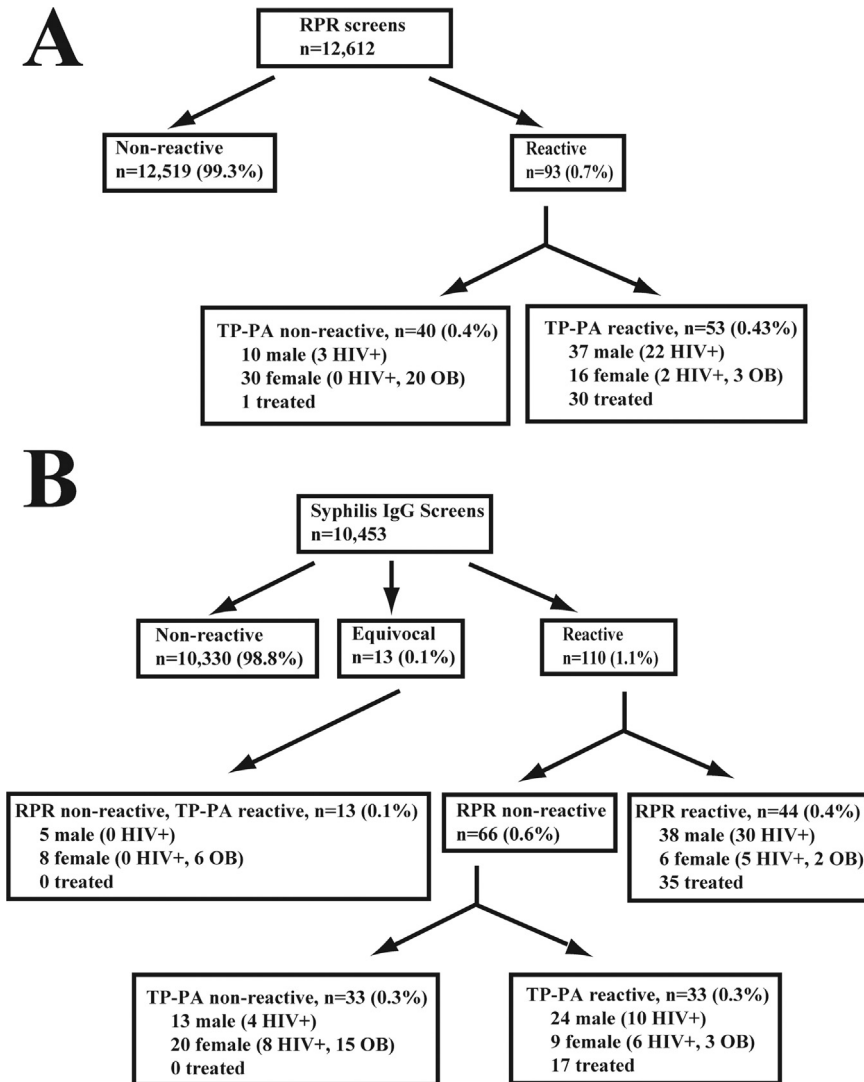 A
RPR screens
n=12,612
Non-reactive
n=12,519 (99.3%)
Reactive
n=93 (0.7%)
TP-PA non-reactive, n=40 (0.4%)
10 male (3 HIV+)
30 female (0 HIV+, 20 OB)
1 treated
TP-PA reactive, n=53 (0.43%)
37 male (22 HIV+)
16 female (2 HIV+, 3 OB)
30 treated
B
Syphilis IgG Screens
n=10,453
Non-reactive
n=10,330 (98.8%)
Equivocal
n=13 (0.1%)
Reactive
n=110 (1.1%)
RPR non-reactive, TP-PA reactive, n=13 (0.1%)
5 male (0 HIV+)
8 female (0 HIV+, 6 OB)
0 treated
RPR non-reactive
n=66 (0.6%)
RPR reactive, n=44 (0.4%)
38 male (30 HIV+)
6 female (5 HIV+, 2 OB)
35 treated
TP-PA non-reactive, n=33 (0.3%)
13 male (4 HIV+)
20 female (8 HIV+, 15 OB)
0 treated
TP-PA reactive, n=33 (0.3%)
24 male (10 HIV+)
9 female (6 HIV+, 3 OB)
17 treated